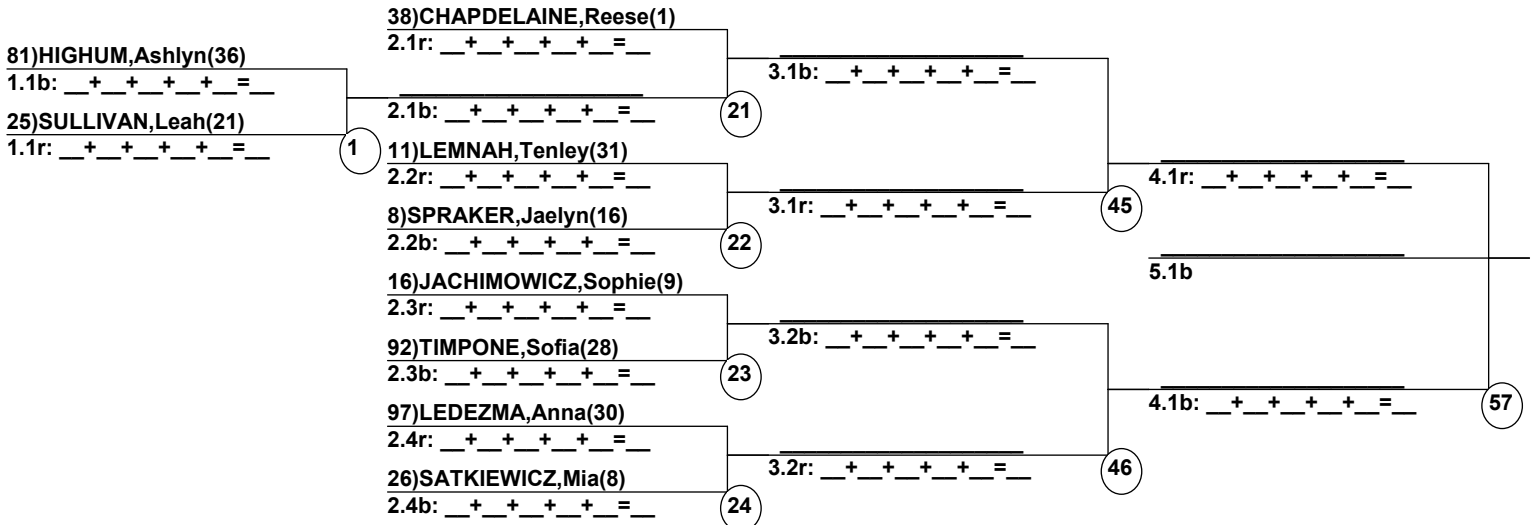 81)HIGHUM,Ashlyn(36)
1.1b: __+__+__+__+__=__
25)SULLIVAN,Leah(21)
1.1r: __+__+__+__+__=__
1
38)CHAPDELAINE,Reese(1)
2.1r: __+__+__+__+__=__
2.1b: __+__+__+__+__=__
21
11)LEMNAH,Tenley(31)
2.2r: __+__+__+__+__=__
8)SPRAKER,Jaelyn(16)
2.2b: __+__+__+__+__=__
22
16)JACHIMOWICZ,Sophie(9)
2.3r: __+__+__+__+__=__
92)TIMPONE,Sofia(28)
2.3b: __+__+__+__+__=__
23
97)LEDEZMA,Anna(30)
2.4r: __+__+__+__+__=__
26)SATKIEWICZ,Mia(8)
2.4b: __+__+__+__+__=__
24
3.1b: __+__+__+__+__=__
3.1r: __+__+__+__+__=__
45
3.2b: __+__+__+__+__=__
3.2r: __+__+__+__+__=__
46
4.1r: __+__+__+__+__=__
5.1b
4.1b: __+__+__+__+__=__
57